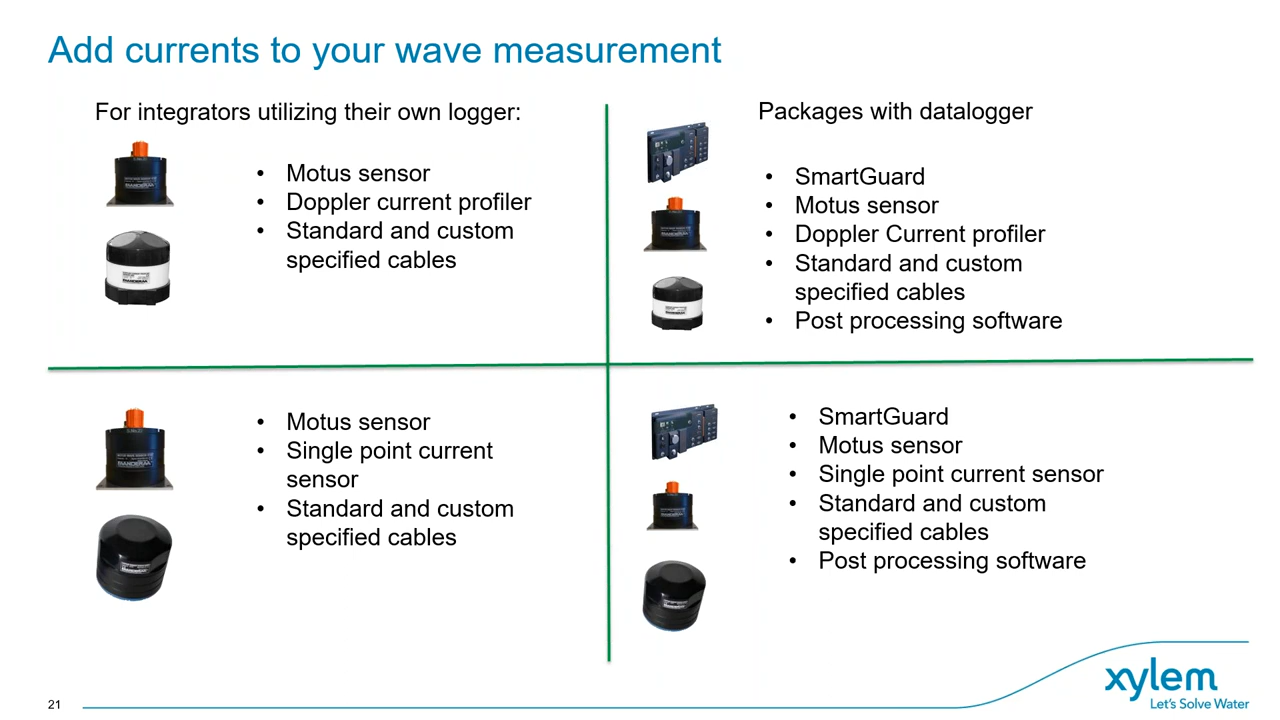 Add currents to your wave measurement
For integrators utilizing their own logger:
• Motus sensor
• Doppler current profiler
• Standard and custom
specified cables
Packages with datalogger
• SmartGuard
• Motus sensor
• Doppler Current profiler
• Standard and custom
specified cables
• Post processing software
• Motus sensor
• Single point current
sensor
• Standard and custom
specified cables
• SmartGuard
• Motus sensor
• Single point current sensor
• Standard and custom
specified cables
• Post processing software
21
xylem
Let's Solve Water